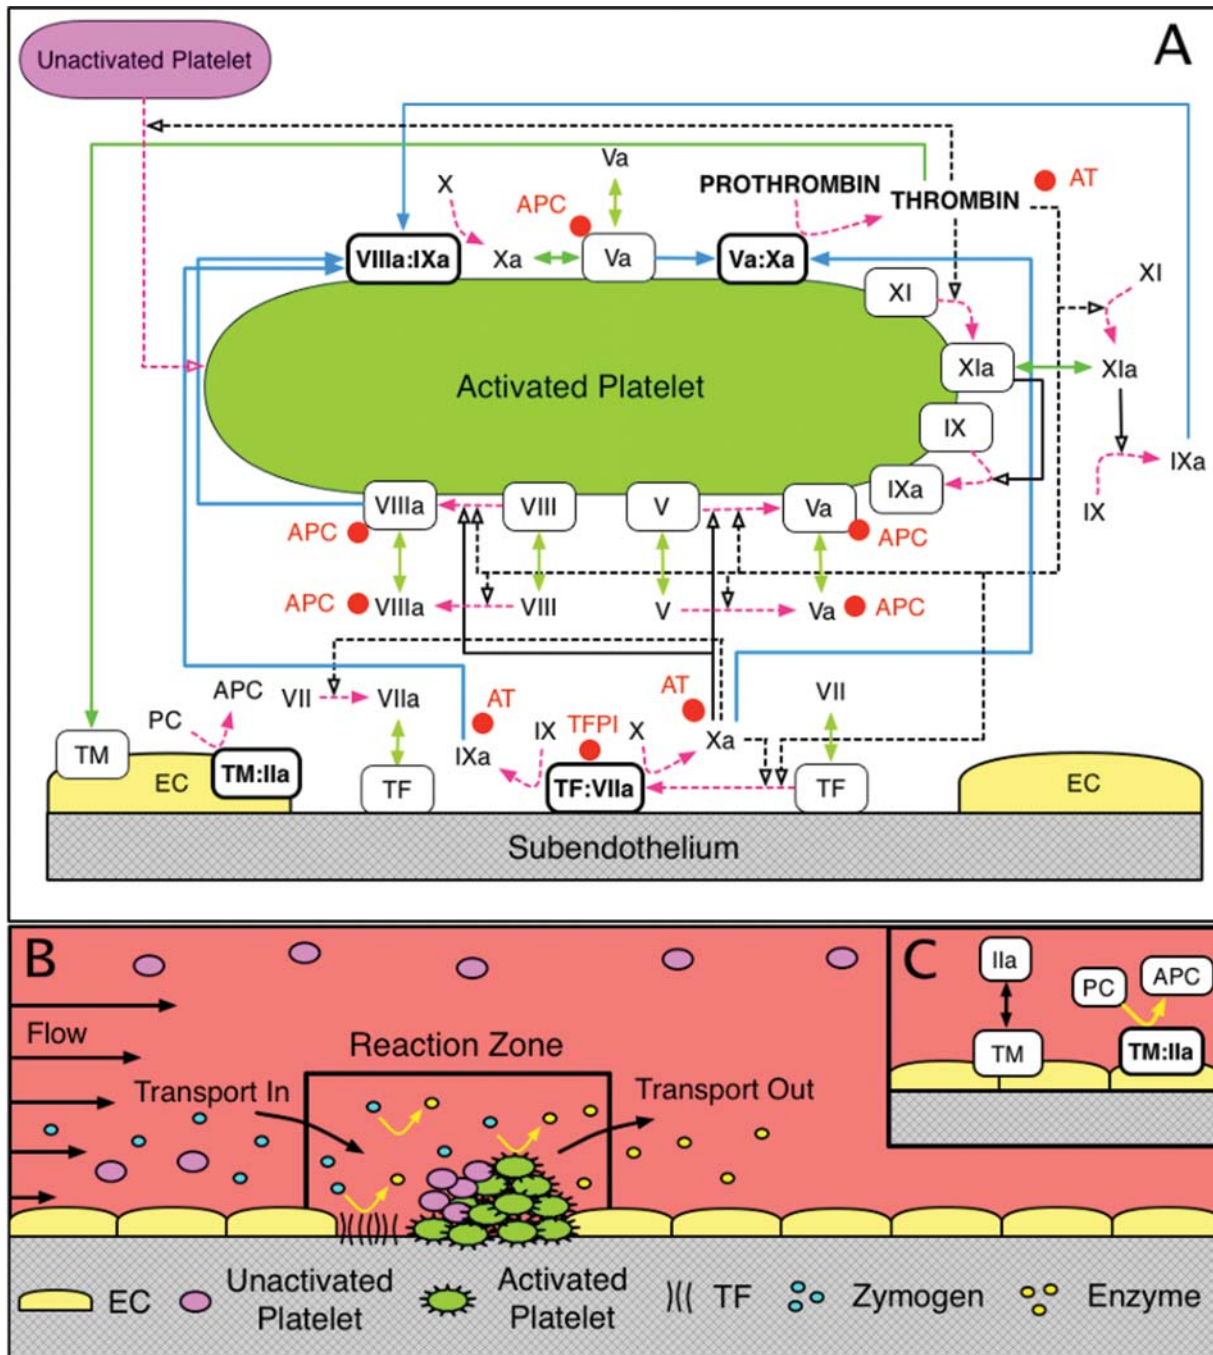 A
Unactivated Platelet
Va
X
APC
PROTHROMBIN
THROMBIN
AT
VIIIa:IXa
Xa
Va
Va:Xa
XI
XI
XIa
XIa
Activated Platelet
IX
IXa
IXa
IX
VIIIa
VIII
V
Va
APC
APC
APC
VIIIa
VIII
V
Va
APC
APC
VII
VIIa
AT
IX
TFPI
X
AT
Xa
VII
PC
TM
EC
TM:IIa
TF
IXa
TF:VIIa
TF
EC
Subendothelium
B
Flow
Reaction Zone
Transport In
Transport Out
C
IIa
PC
APC
TM
TM:IIa
EC
Unactivated
Platelet
Activated
Platelet
TF
Zymogen
Enzyme